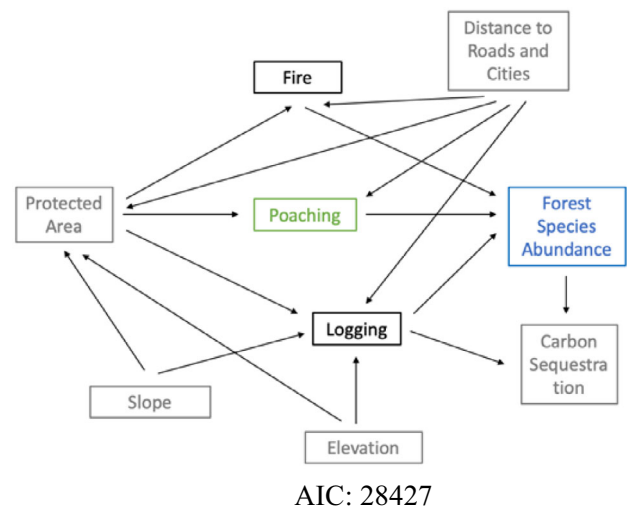 Distance to
Roads and
Cities
Fire
Protected
Area
Poaching
Forest
Species
Abundance
Logging
Carbon
Sequestra
tion
Slope
Elevation
AIC: 28427